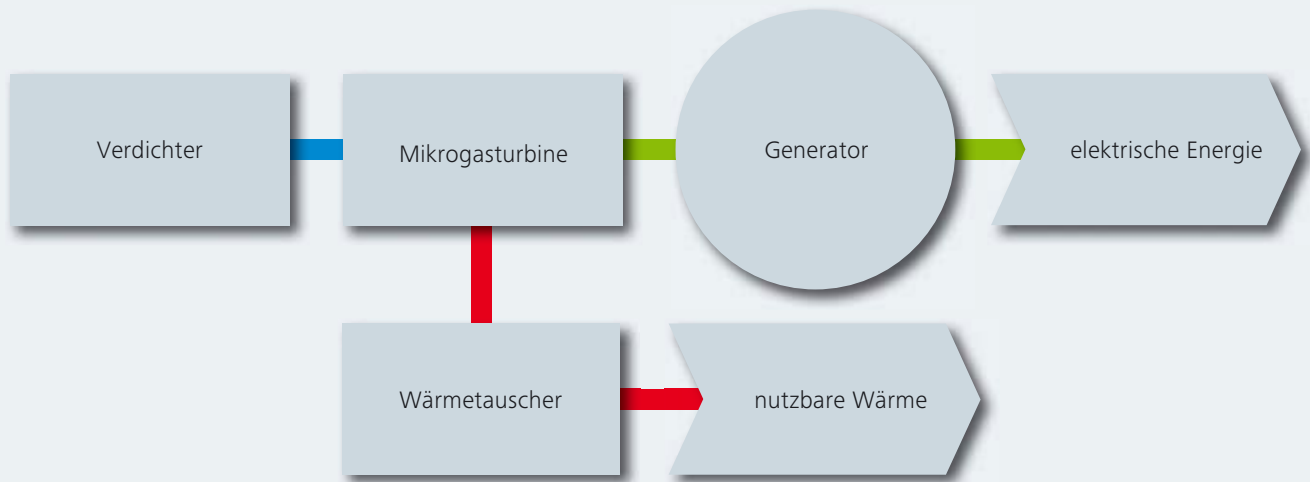 Verdichter
Mikrogasturbine
Generator
elektrische Energie
Wärmetauscher
nutzbare Wärme